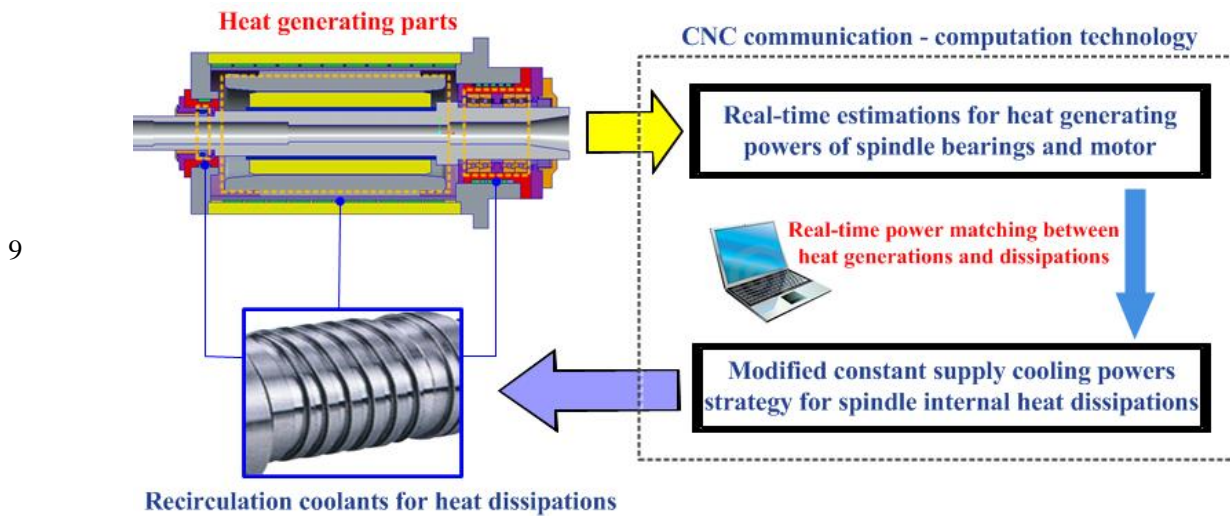 Heat generating parts
CNC communication - computation technology
Real-time estimations for heat generating
powers of spindle bearings and motor
Real-time power matching between
heat generations and dissipations
9
Modified constant supply cooling powers
strategy for spindle internal heat dissipations
Recirculation coolants for heat dissipations